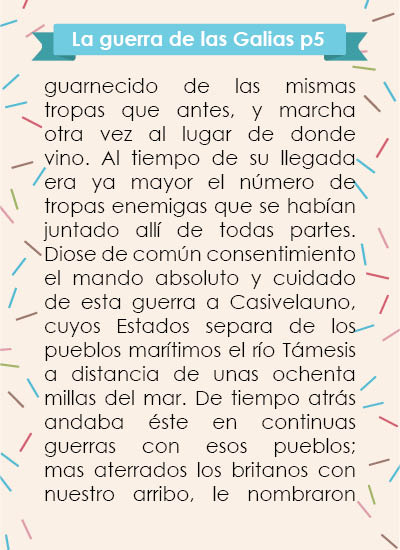 La guerra de las Galias p5
guarnecido de las mismas
tropas que antes, y marcha
otra vez al lugar de donde
vino. Al tiempo de su llegada
era ya mayor el número de
tropas enemigas que se habían
juntado allí de todas partes.
Diose de común consentimiento
el mando absoluto y cuidado
de esta guerra a Casivelauno,
cuyos Estados separa de los
pueblos marítimos el río Támesis
a distancia de unas ochenta
millas del mar. De tiempo atrás
andaba éste en continuas
guerras con esos pueblos;
mas aterrados los britanos con
nuestro arribo, le nombraron